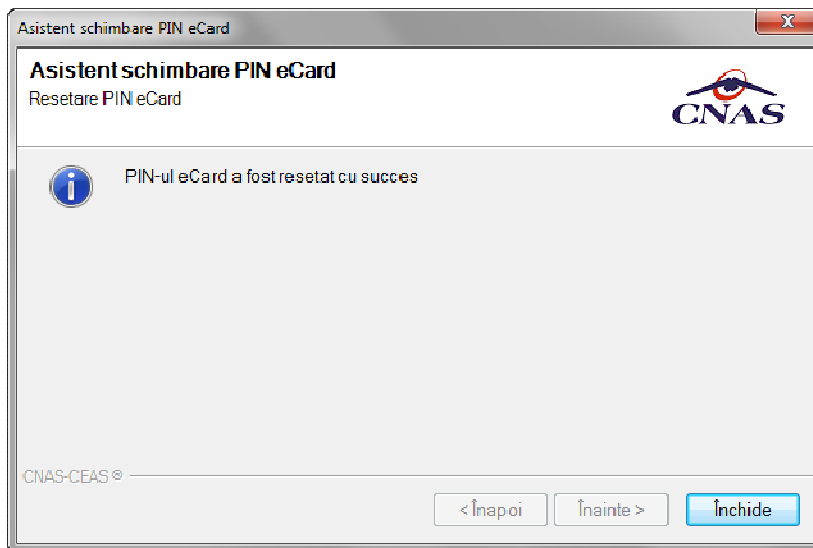 Asistent schimbare PIN eCard
Asistent schimbare PIN eCard
Resetare PIN eCard
CNAS
PIN-ul eCard a fost resetat cu succes
CNAS-CEAS ®
< Înapoi
Înainte >
Închide